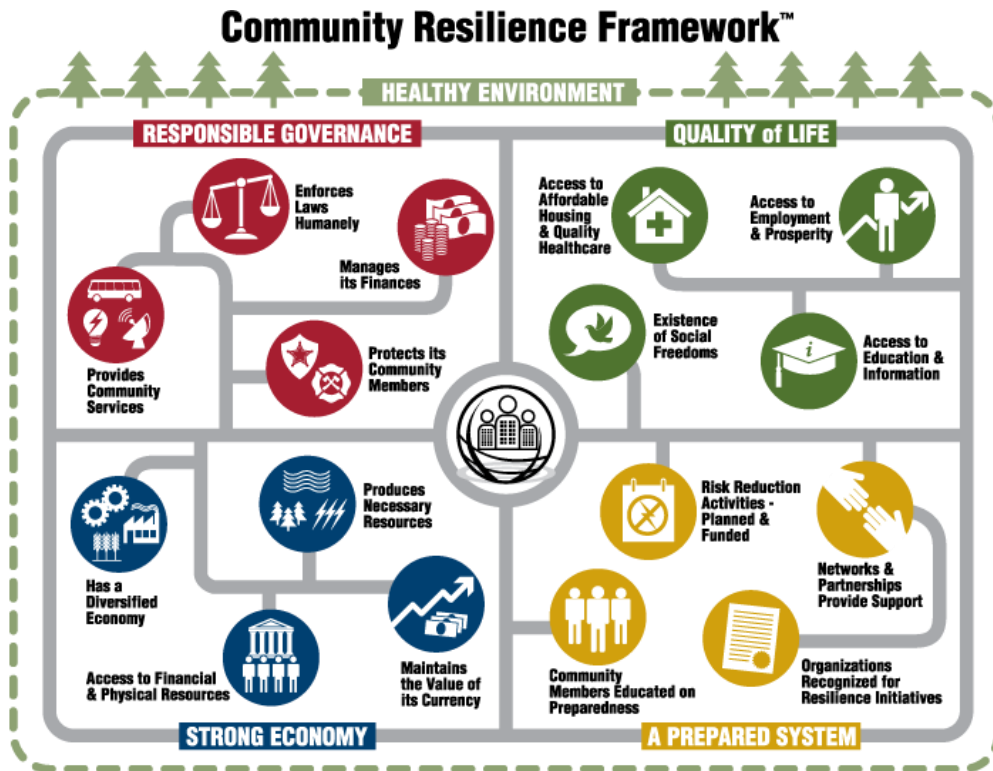 Community Resilience Framework™
HEALTHY ENVIRONMENT
RESPONSIBLE GOVERNANCE
Enforces
Laws
Humanely
Manages
its Finances
Provides
Community
Services
Protects its
Community
Members
QUALITY of LIFE
Access to
Affordable
Housing
& Quality
Healthcare
Access to
Employment
& Prosperity
Existence
of Social
Freedoms
i
Access to
Education &
Information
Has a
Diversified
Economy
Produces
Necessary
Resources
Access to Financial
& Physical Resources
Maintains
the Value of
its Currency
STRONG ECONOMY
Risk Reduction
Activities -
Planned &
Funded
Networks &
Partnerships
Provide Support
Community
Members Educated on
Preparedness
Organizations
Recognized for
Resilience Initiatives
A PREPARED SYSTEM